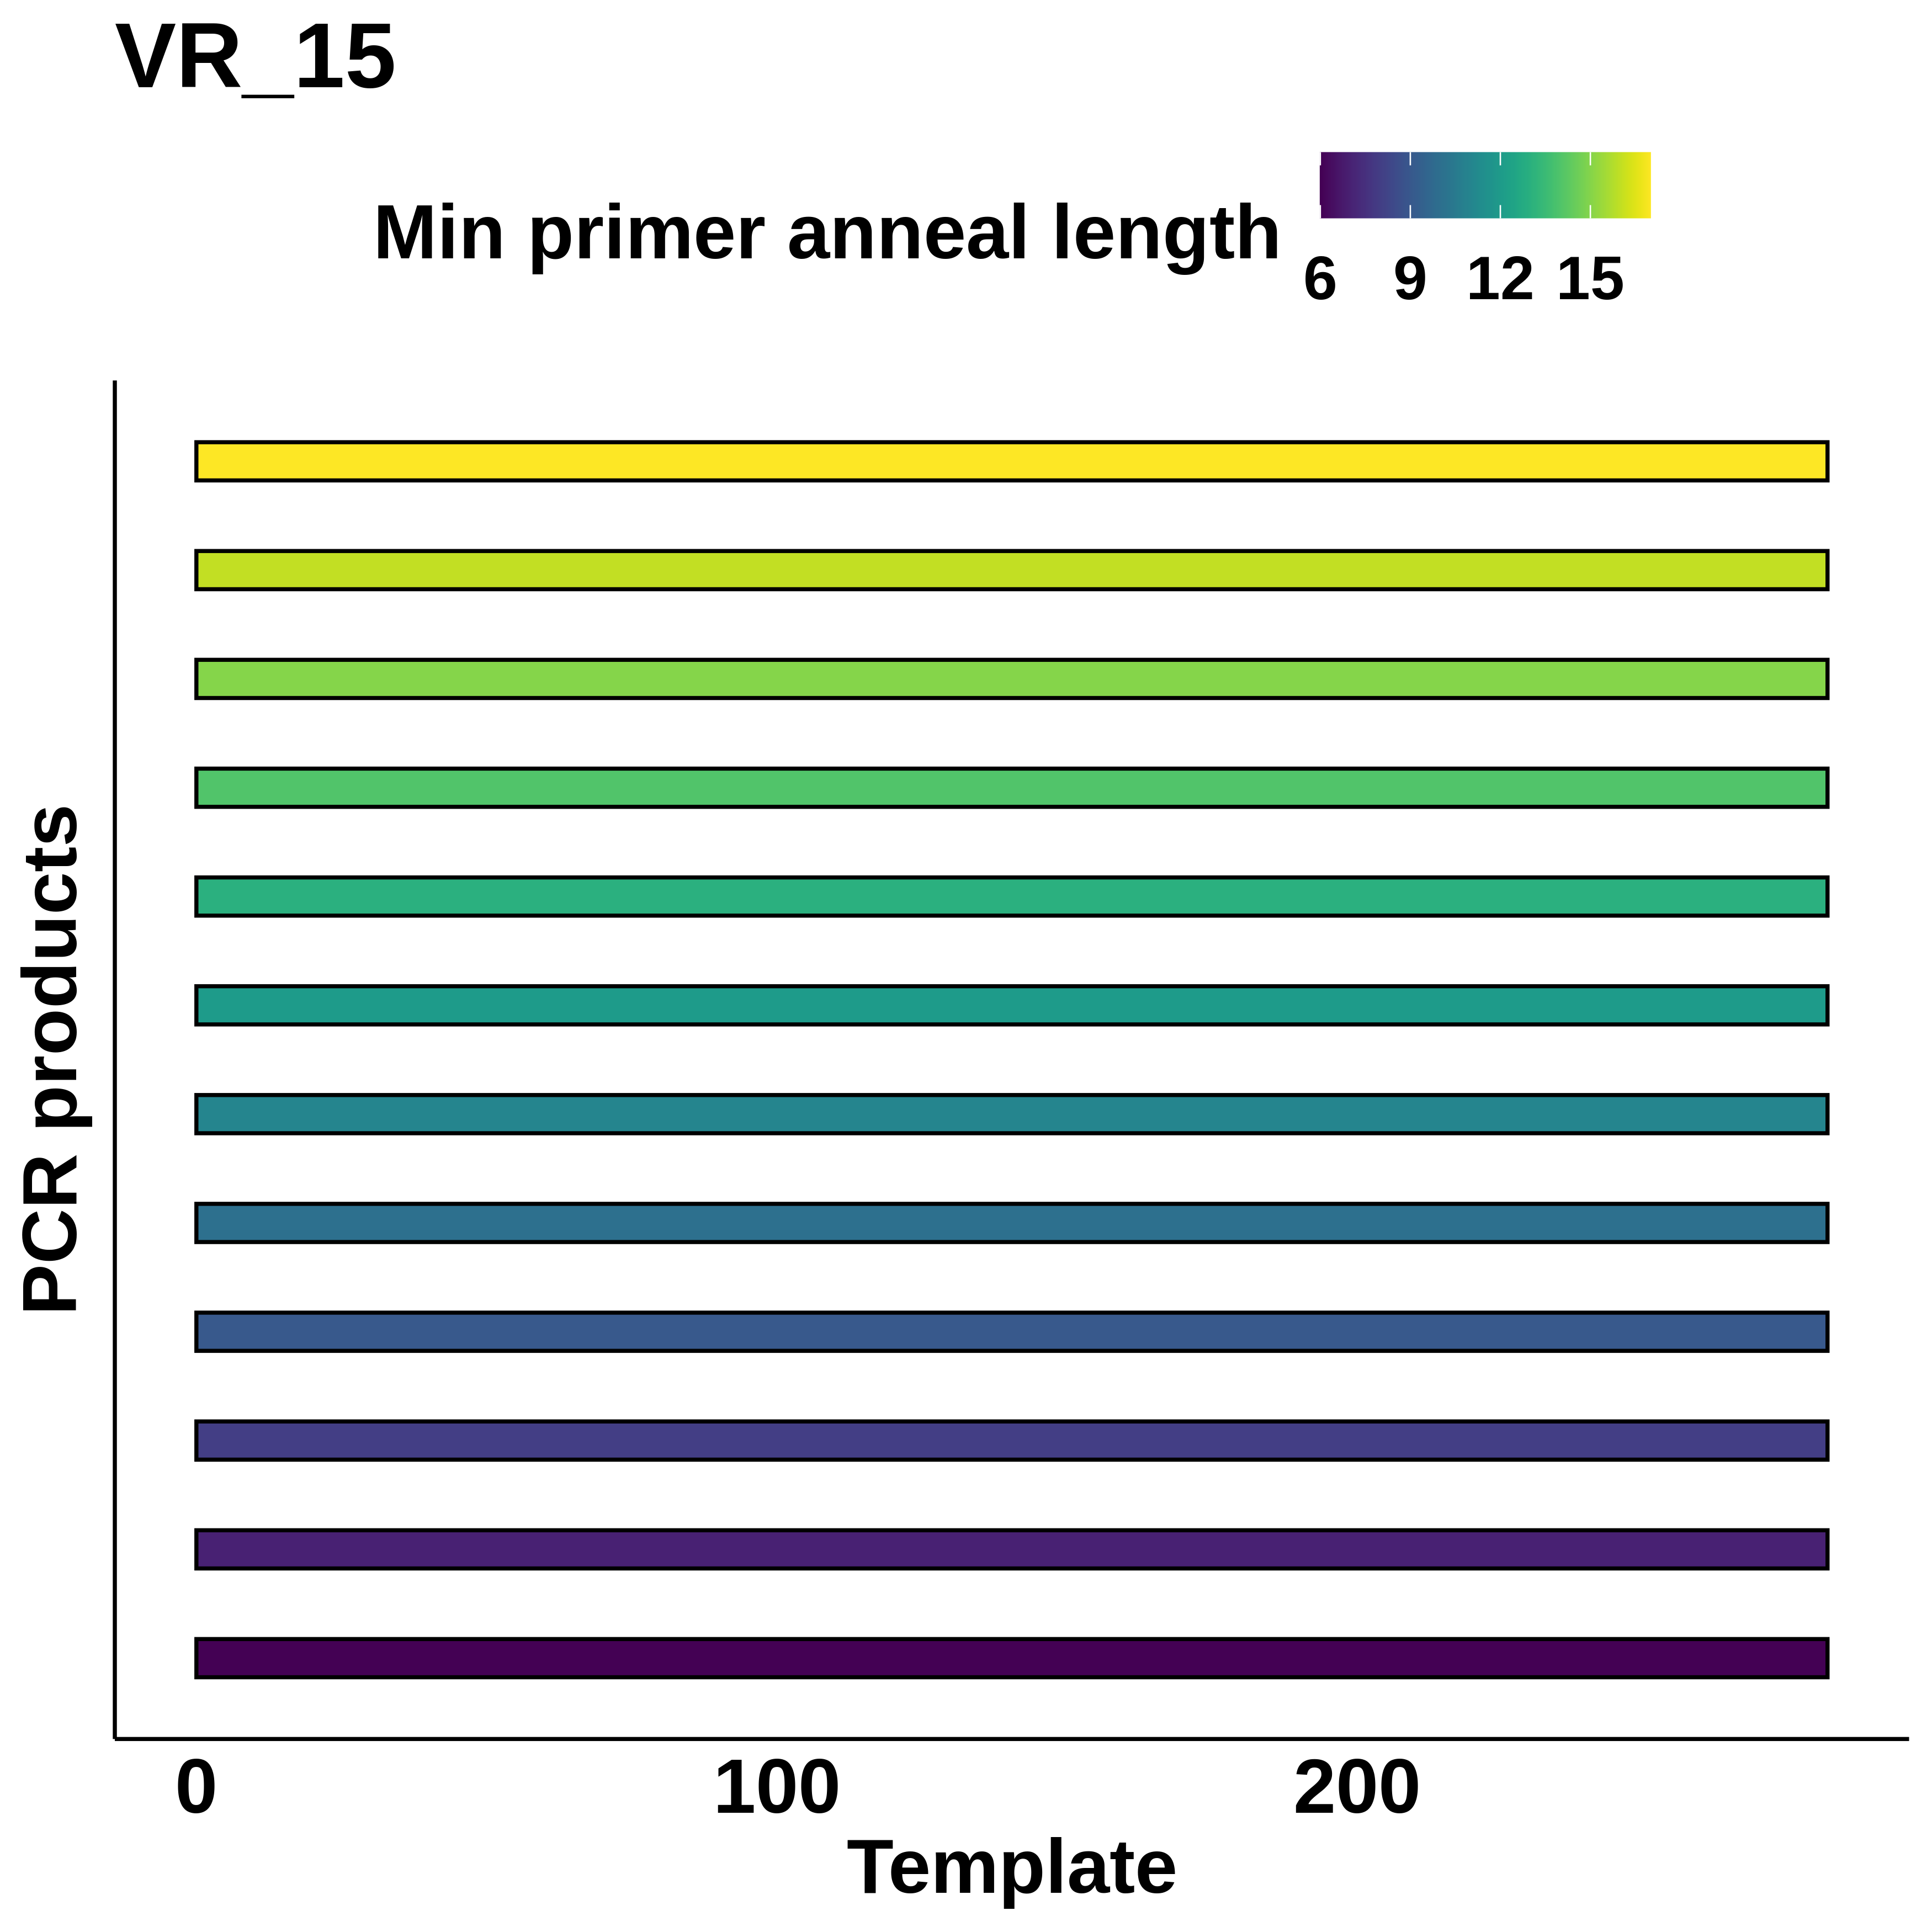 VR_15
Min primer anneal length
6 9 12 15
PCR products
0 100 200
Template